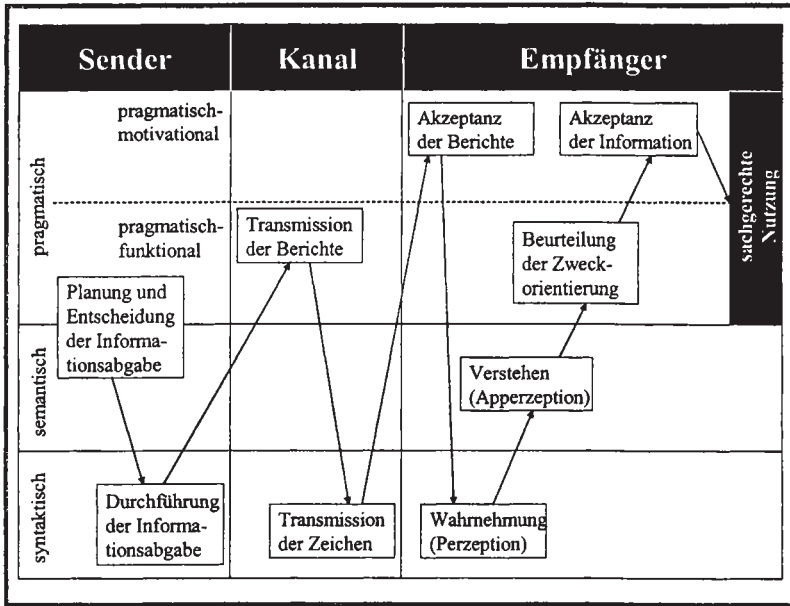 Sender
Kanal
Empfänger
pragmatisch
pragmatisch-
motivational
Akzeptanz
der Berichte
Akzeptanz
der Information
pragmatisch-
funktional
Transmission
der Berichte
Beurteilung
der Zweck-
orientierung
sachgerechte
Nutzung
Planung und
Entscheidung
der Informa-
tionsabgabe
semantisch
Verstehen
(Apperzeption)
syntaktisch
Durchführung
der Informa-
tionsabgabe
Transmission
der Zeichen
Wahrnehmung
(Perzeption)